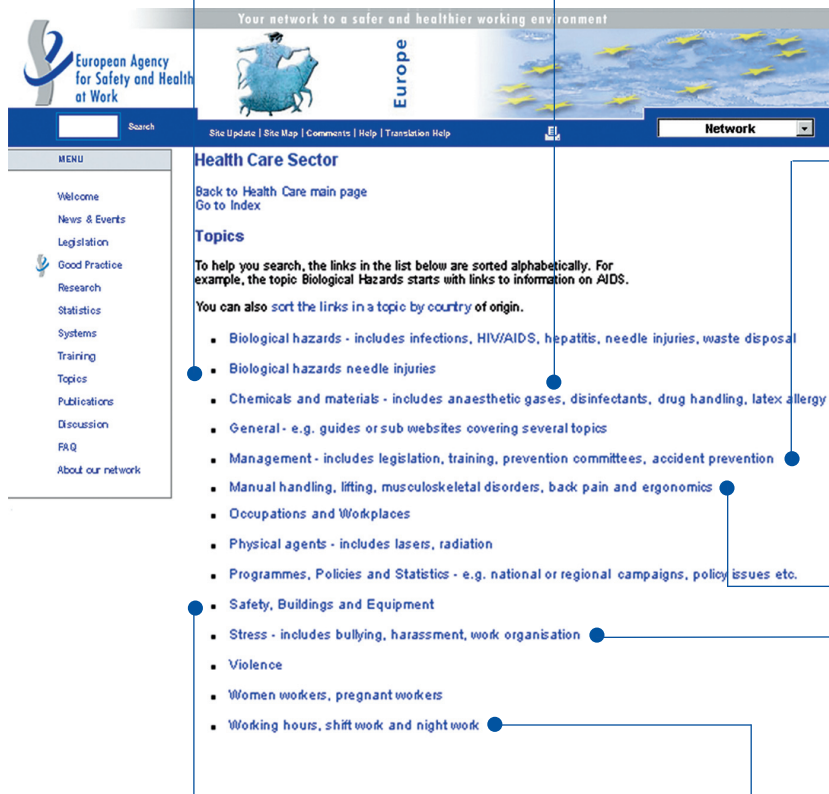 Your network to a safer and healthier working environment
European Agency
for Safety and Health
at Work
Europe
Search
Site Update | Site Map | Comments | Help | Translation Help
Network
MENU
Welcome
News & Events
Legislation
Good Practice
Research
Statistics
Systems
Training
Topics
Publications
Discussion
FAQ
About our network
Health Care Sector
Back to Health Care main page
Go to Index
Topics
To help you search, the links in the list below are sorted alphabetically. For
example, the topic Biological Hazards starts with links to information on AIDS.
You can also sort the links in a topic by country of origin.
Biological hazards - includes infections, HIV/AIDS, hepatitis, needle injuries, waste disposal
Biological hazards needle injuries
Chemicals and materials - includes anaesthetic gases, disinfectants, drug handling, latex allergy
General - e.g. guides or sub websites covering several topics
Management - includes legislation, training, prevention committees, accident prevention
Manual handling, lifting, musculoskeletal disorders, back pain and ergonomics
Occupations and Workplaces
Physical agents - includes lasers, radiation
Programmes, Policies and Statistics - e.g. national or regional campaigns, policy issues etc.
Safety, Buildings and Equipment
Stress - includes bullying, harassment, work organisation
Violence
Women workers, pregnant workers
Working hours, shift work and night work